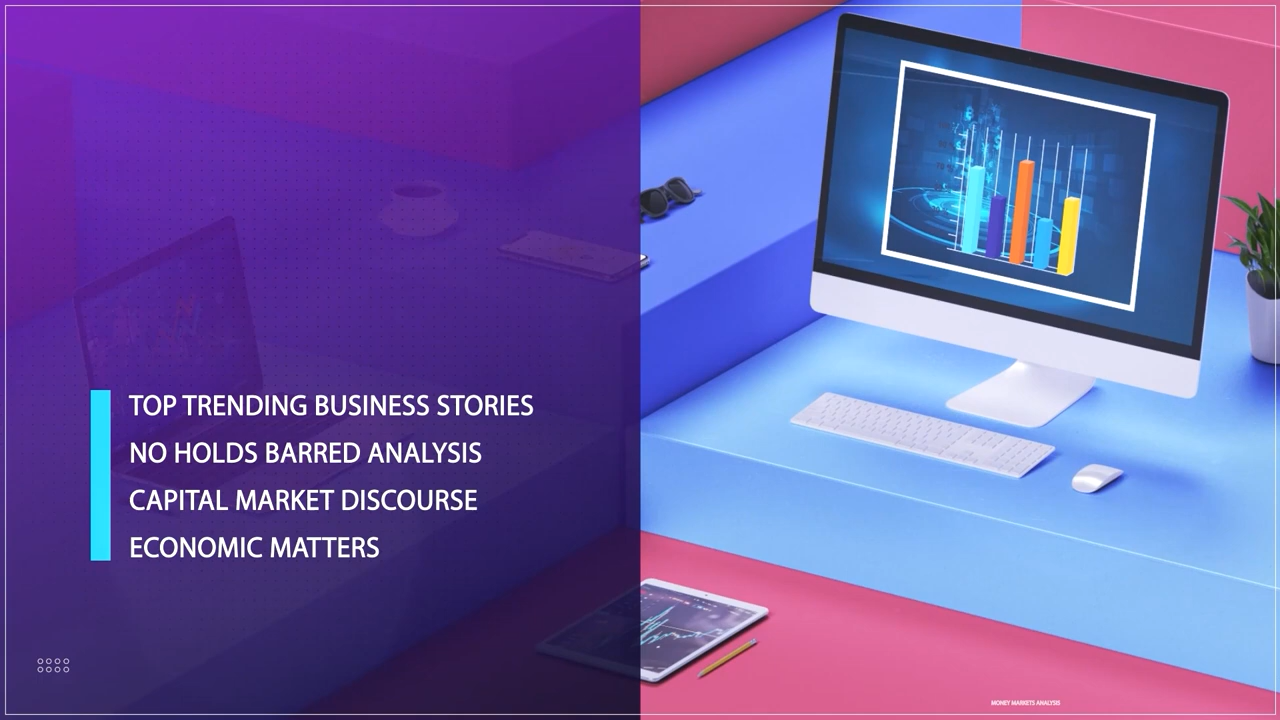 TOP TRENDING BUSINESS STORIES
NO HOLDS BARRED ANALYSIS
CAPITAL MARKET DISCOURSE
ECONOMIC MATTERS
MONEY MARKETS ANALYSIS